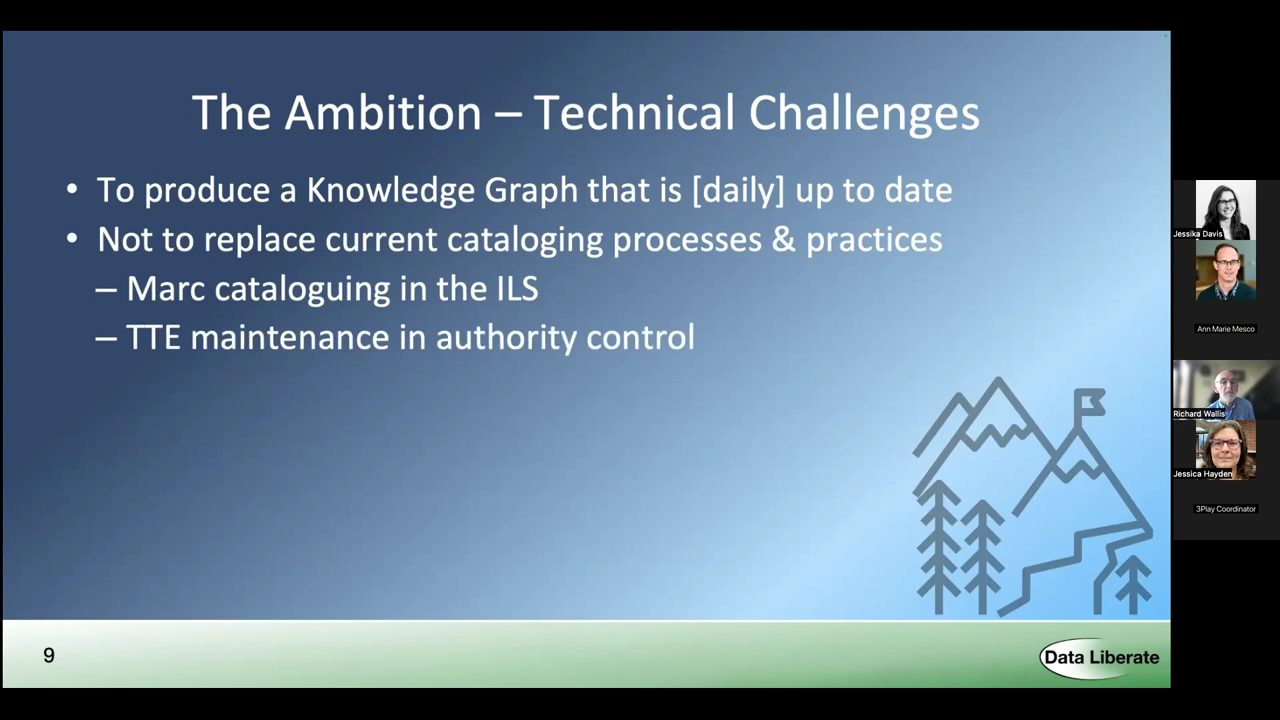 The Ambition – Technical Challenges
• To produce a Knowledge Graph that is [daily] up to date
• Not to replace current cataloging processes & practices
– Marc cataloguing in the ILS
– TTE maintenance in authority control
9
Data Liberate
Jessika Davis
Ann Marie Mesco
Richard Wallis
Jessica Hayden
3Play Coordinator